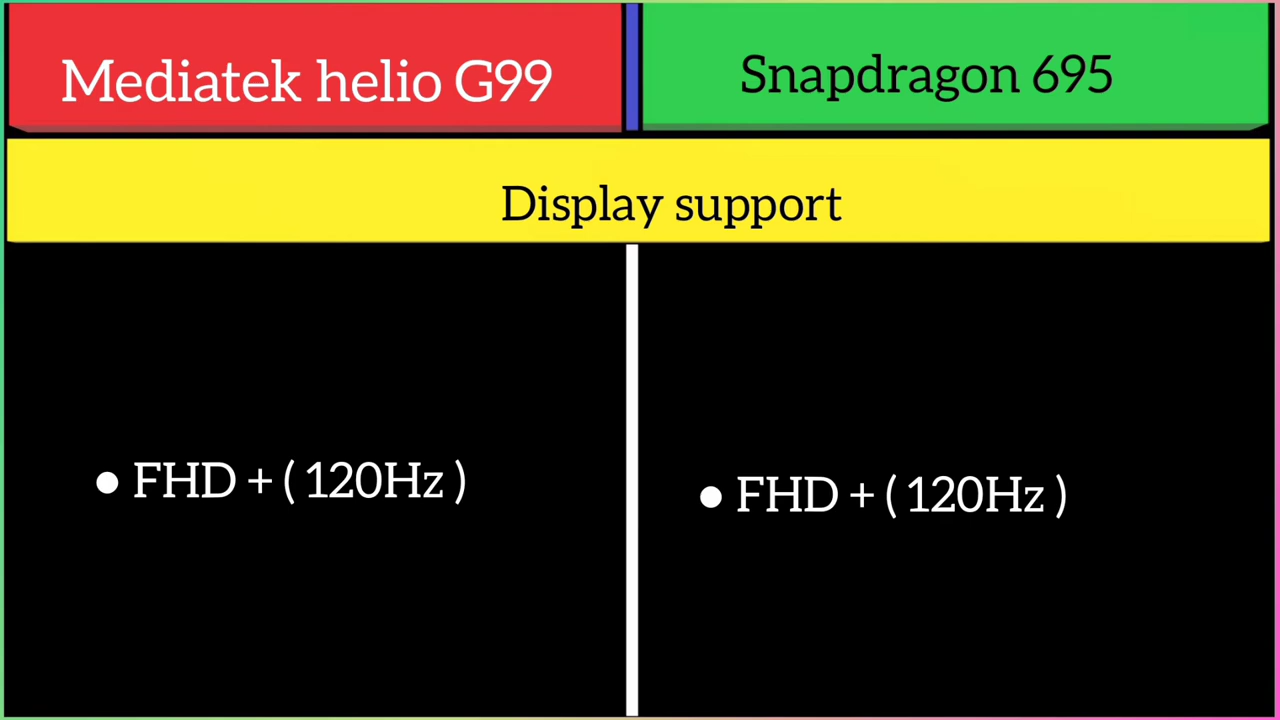 Mediatek helio G99
Snapdragon 695
Display support
● FHD + ( 120Hz )
● FHD + ( 120Hz )